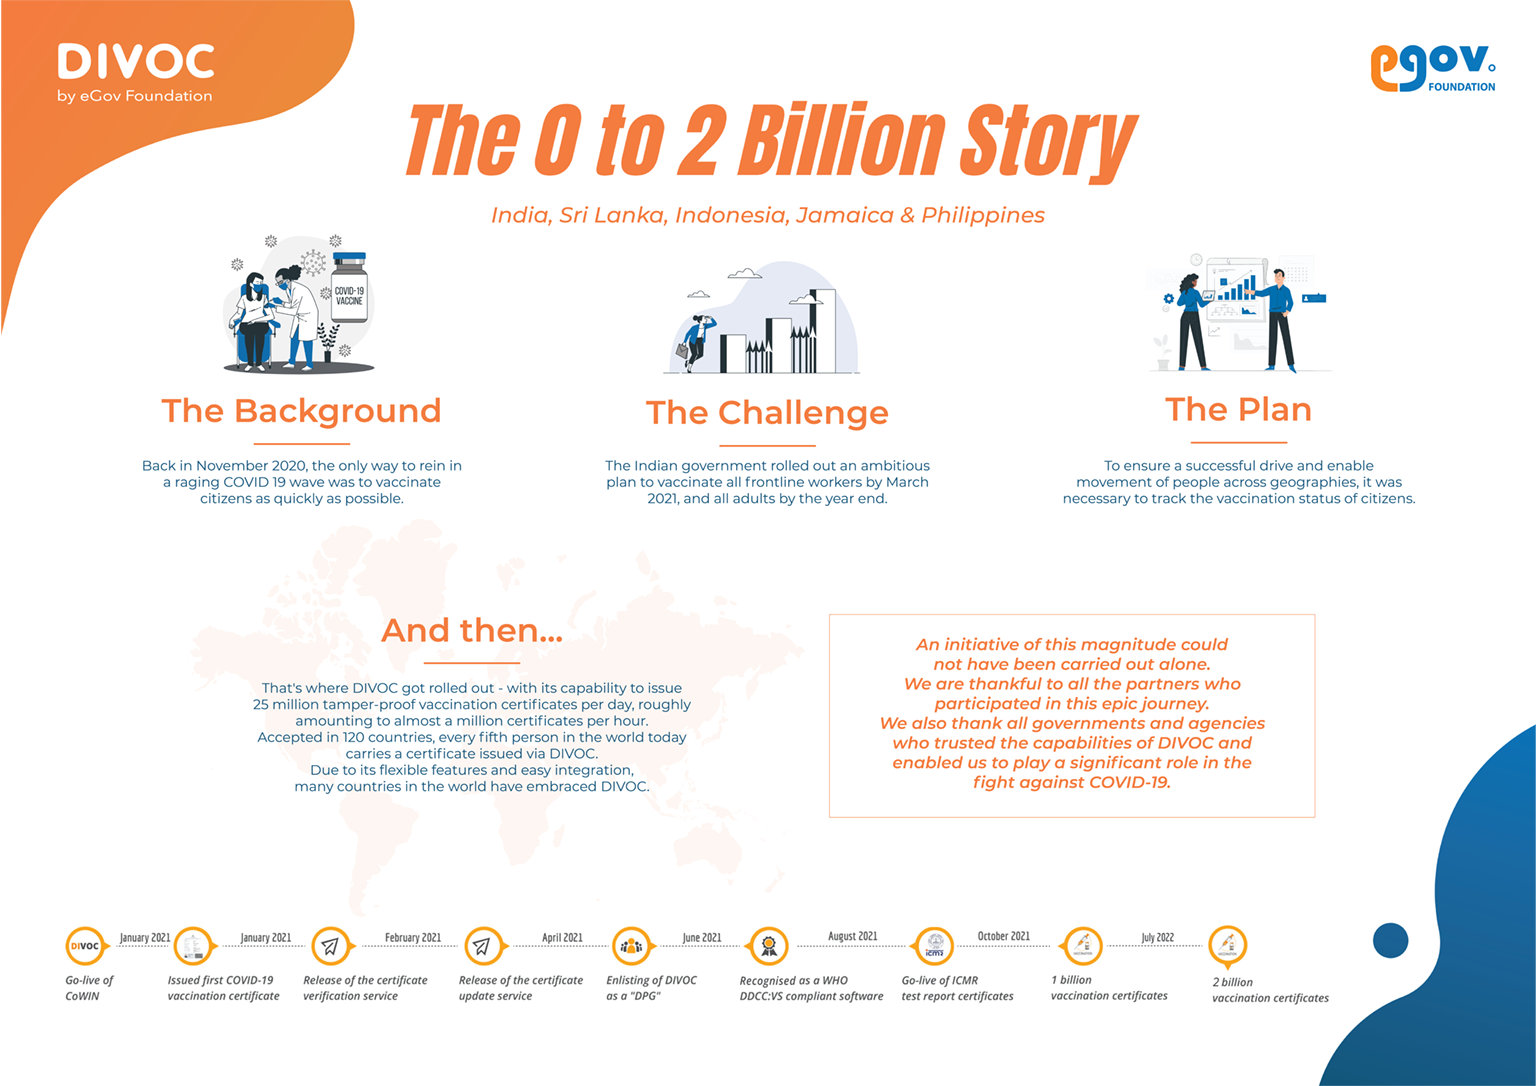 DIVOC
by eGov Foundation
egov.
FOUNDATION
The 0 to 2 Billion Story
India, Sri Lanka, Indonesia, Jamaica & Philippines
COVID-19
VACCINE
The Background
Back in November 2020, the only way to rein in
a raging COVID 19 wave was to vaccinate
citizens as quickly as possible.
The Challenge
The Indian government rolled out an ambitious
plan to vaccinate all frontline workers by March
2021, and all adults by the year end.
The Plan
To ensure a successful drive and enable
movement of people across geographies, it was
necessary to track the vaccination status of citizens.
And then...
That's where DIVOC got rolled out - with its capability to issue
25 million tamper-proof vaccination certificates per day, roughly
amounting to almost a million certificates per hour.
Accepted in 120 countries, every fifth person in the world today
carries a certificate issued via DIVOC.
Due to its flexible features and easy integration,
many countries in the world have embraced DIVOC.
An initiative of this magnitude could
not have been carried out alone.
We are thankful to all the partners who
participated in this epic journey.
We also thank all governments and agencies
who trusted the capabilities of DIVOC and
enabled us to play a significant role in the
fight against COVID-19.
DIVOC
January 2021
January 2021
February 2021
April 2021
June 2021
August 2021
icmr
October 2021
VACCINATION
July 2022
VACCINATION
Go-live of
CoWIN
Issued first COVID-19
vaccination certificate
Release of the certificate
verification service
Release of the certificate
update service
Enlisting of DIVOC
as a "DPG"
Recognised as a WHO
DDCC:VS compliant software
Go-live of ICMR
test report certificates
1 billion
vaccination certificates
2 billion
vaccination certificates